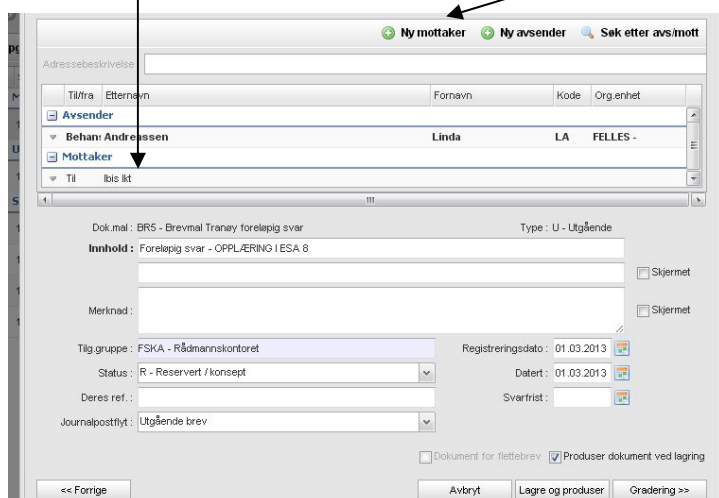 Ny mottaker Ny avsender Søk etter avs/mott
Adressebeskrivelse
Til/fra Etternavn Fornavn Kode Org.enhet
Avsender
Behan: Andreassen Linda LA FELLES -
Mottaker
Til Ibis Ikt
Dok.mal : BR5 - Brevmal Tranøy foreløpig svar Type : U - Utgående
Innhold : Foreløpig svar - OPPLÆRING I ESA 8
Skjermet
Merknad : Skjermet
Tilg.gruppe : FSKA - Rådmannskontoret Registreringsdato : 01.03.2013
Status : R - Reservert / konsept Datert : 01.03.2013
Deres ref. : Svarfrist :
Journalpostflyt : Utgående brev
Dokument for flettebrev Produser dokument ved lagring
<< Forrige Avbryt Lagre og produser Gradering >>